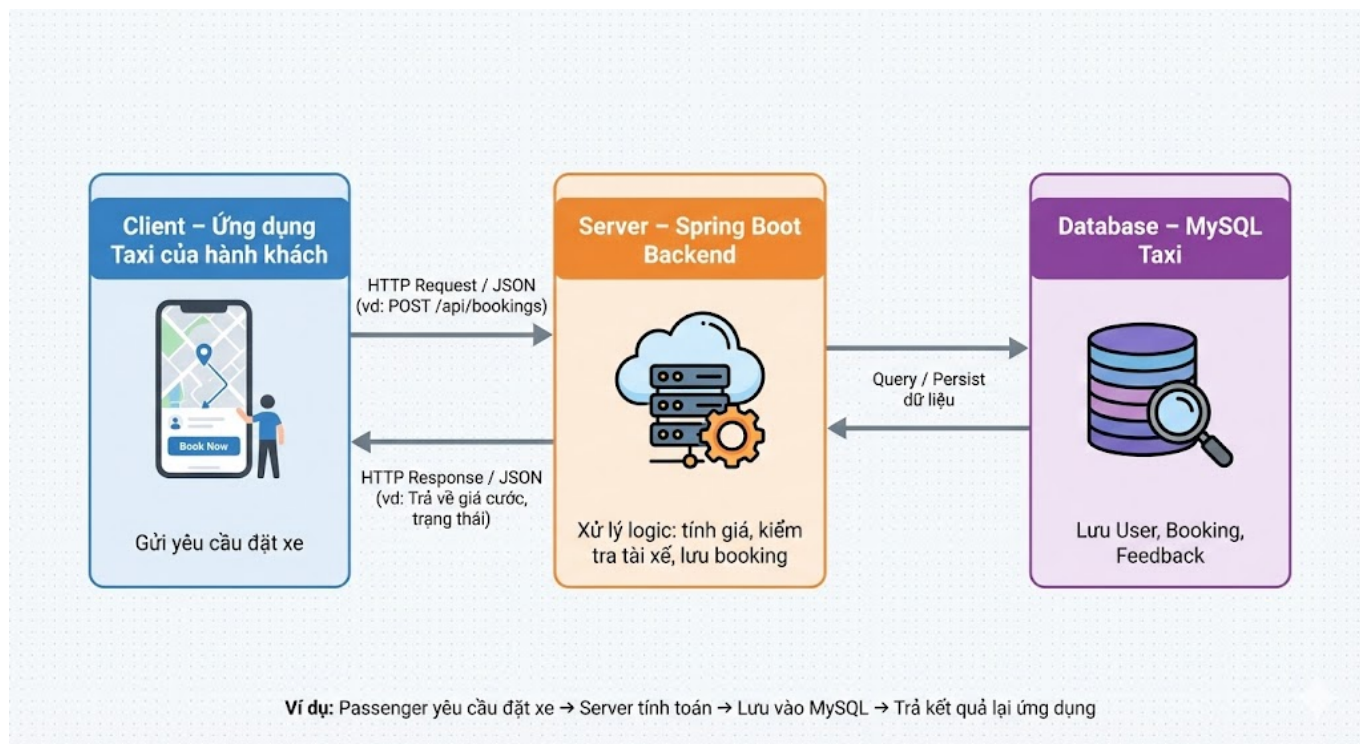 Client – Ứng dụng
Taxi của hành khách
Book Now
Gửi yêu cầu đặt xe
HTTP Request / JSON
(vd: POST /api/bookings)
HTTP Response / JSON
(vd: Trả về giá cước,
trạng thái)
Server – Spring Boot
Backend
Xử lý logic: tính giá, kiểm
tra tài xế, lưu booking
Query / Persist
dữ liệu
Database – MySQL
Taxi
Lưu User, Booking,
Feedback
Ví dụ: Passenger yêu cầu đặt xe → Server tính toán → Lưu vào MySQL → Trả kết quả lại ứng dụng